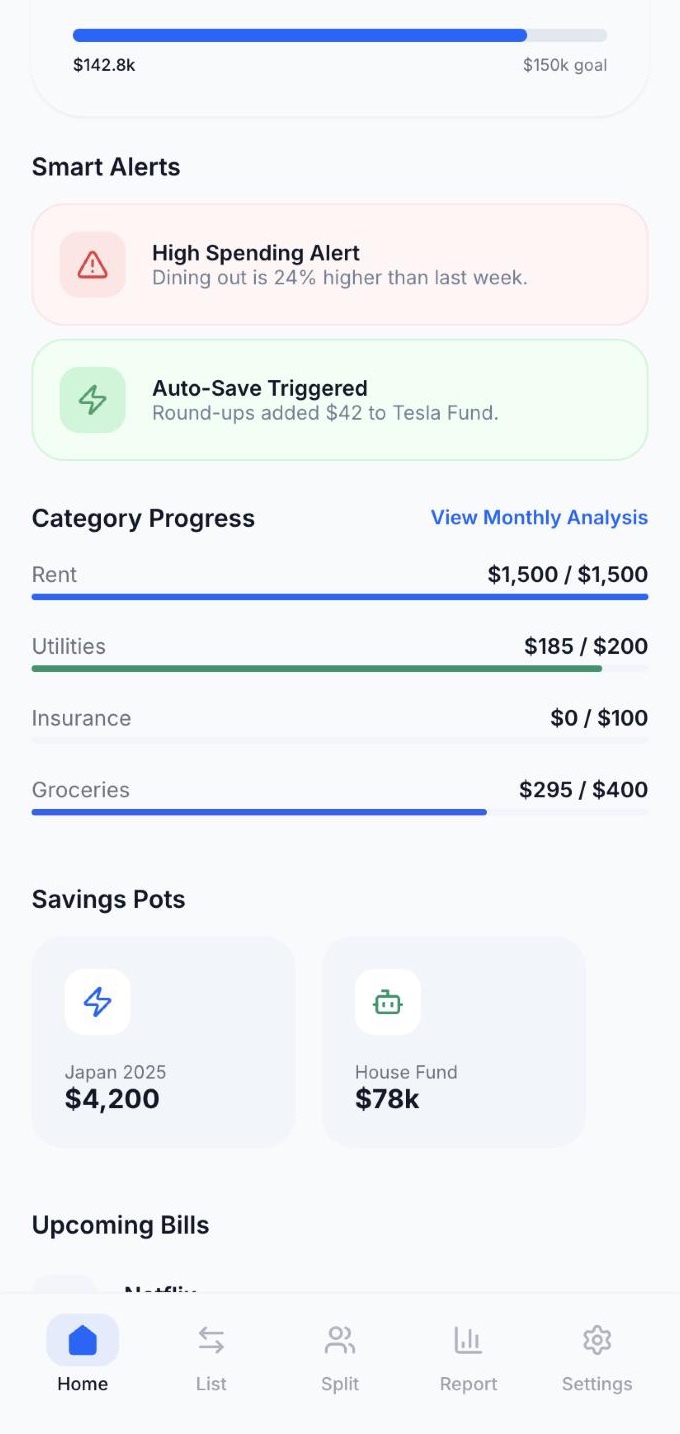 $142.8k $150k goal
Smart Alerts
High Spending Alert
Dining out is 24% higher than last week.
Auto-Save Triggered
Round-ups added $42 to Tesla Fund.
Category Progress View Monthly Analysis
Rent $1,500 / $1,500
Utilities $185 / $200
Insurance $0 / $100
Groceries $295 / $400
Savings Pots
Japan 2025 House Fund
$4,200 $78k
Upcoming Bills
Netflix
Home List Split Report Settings